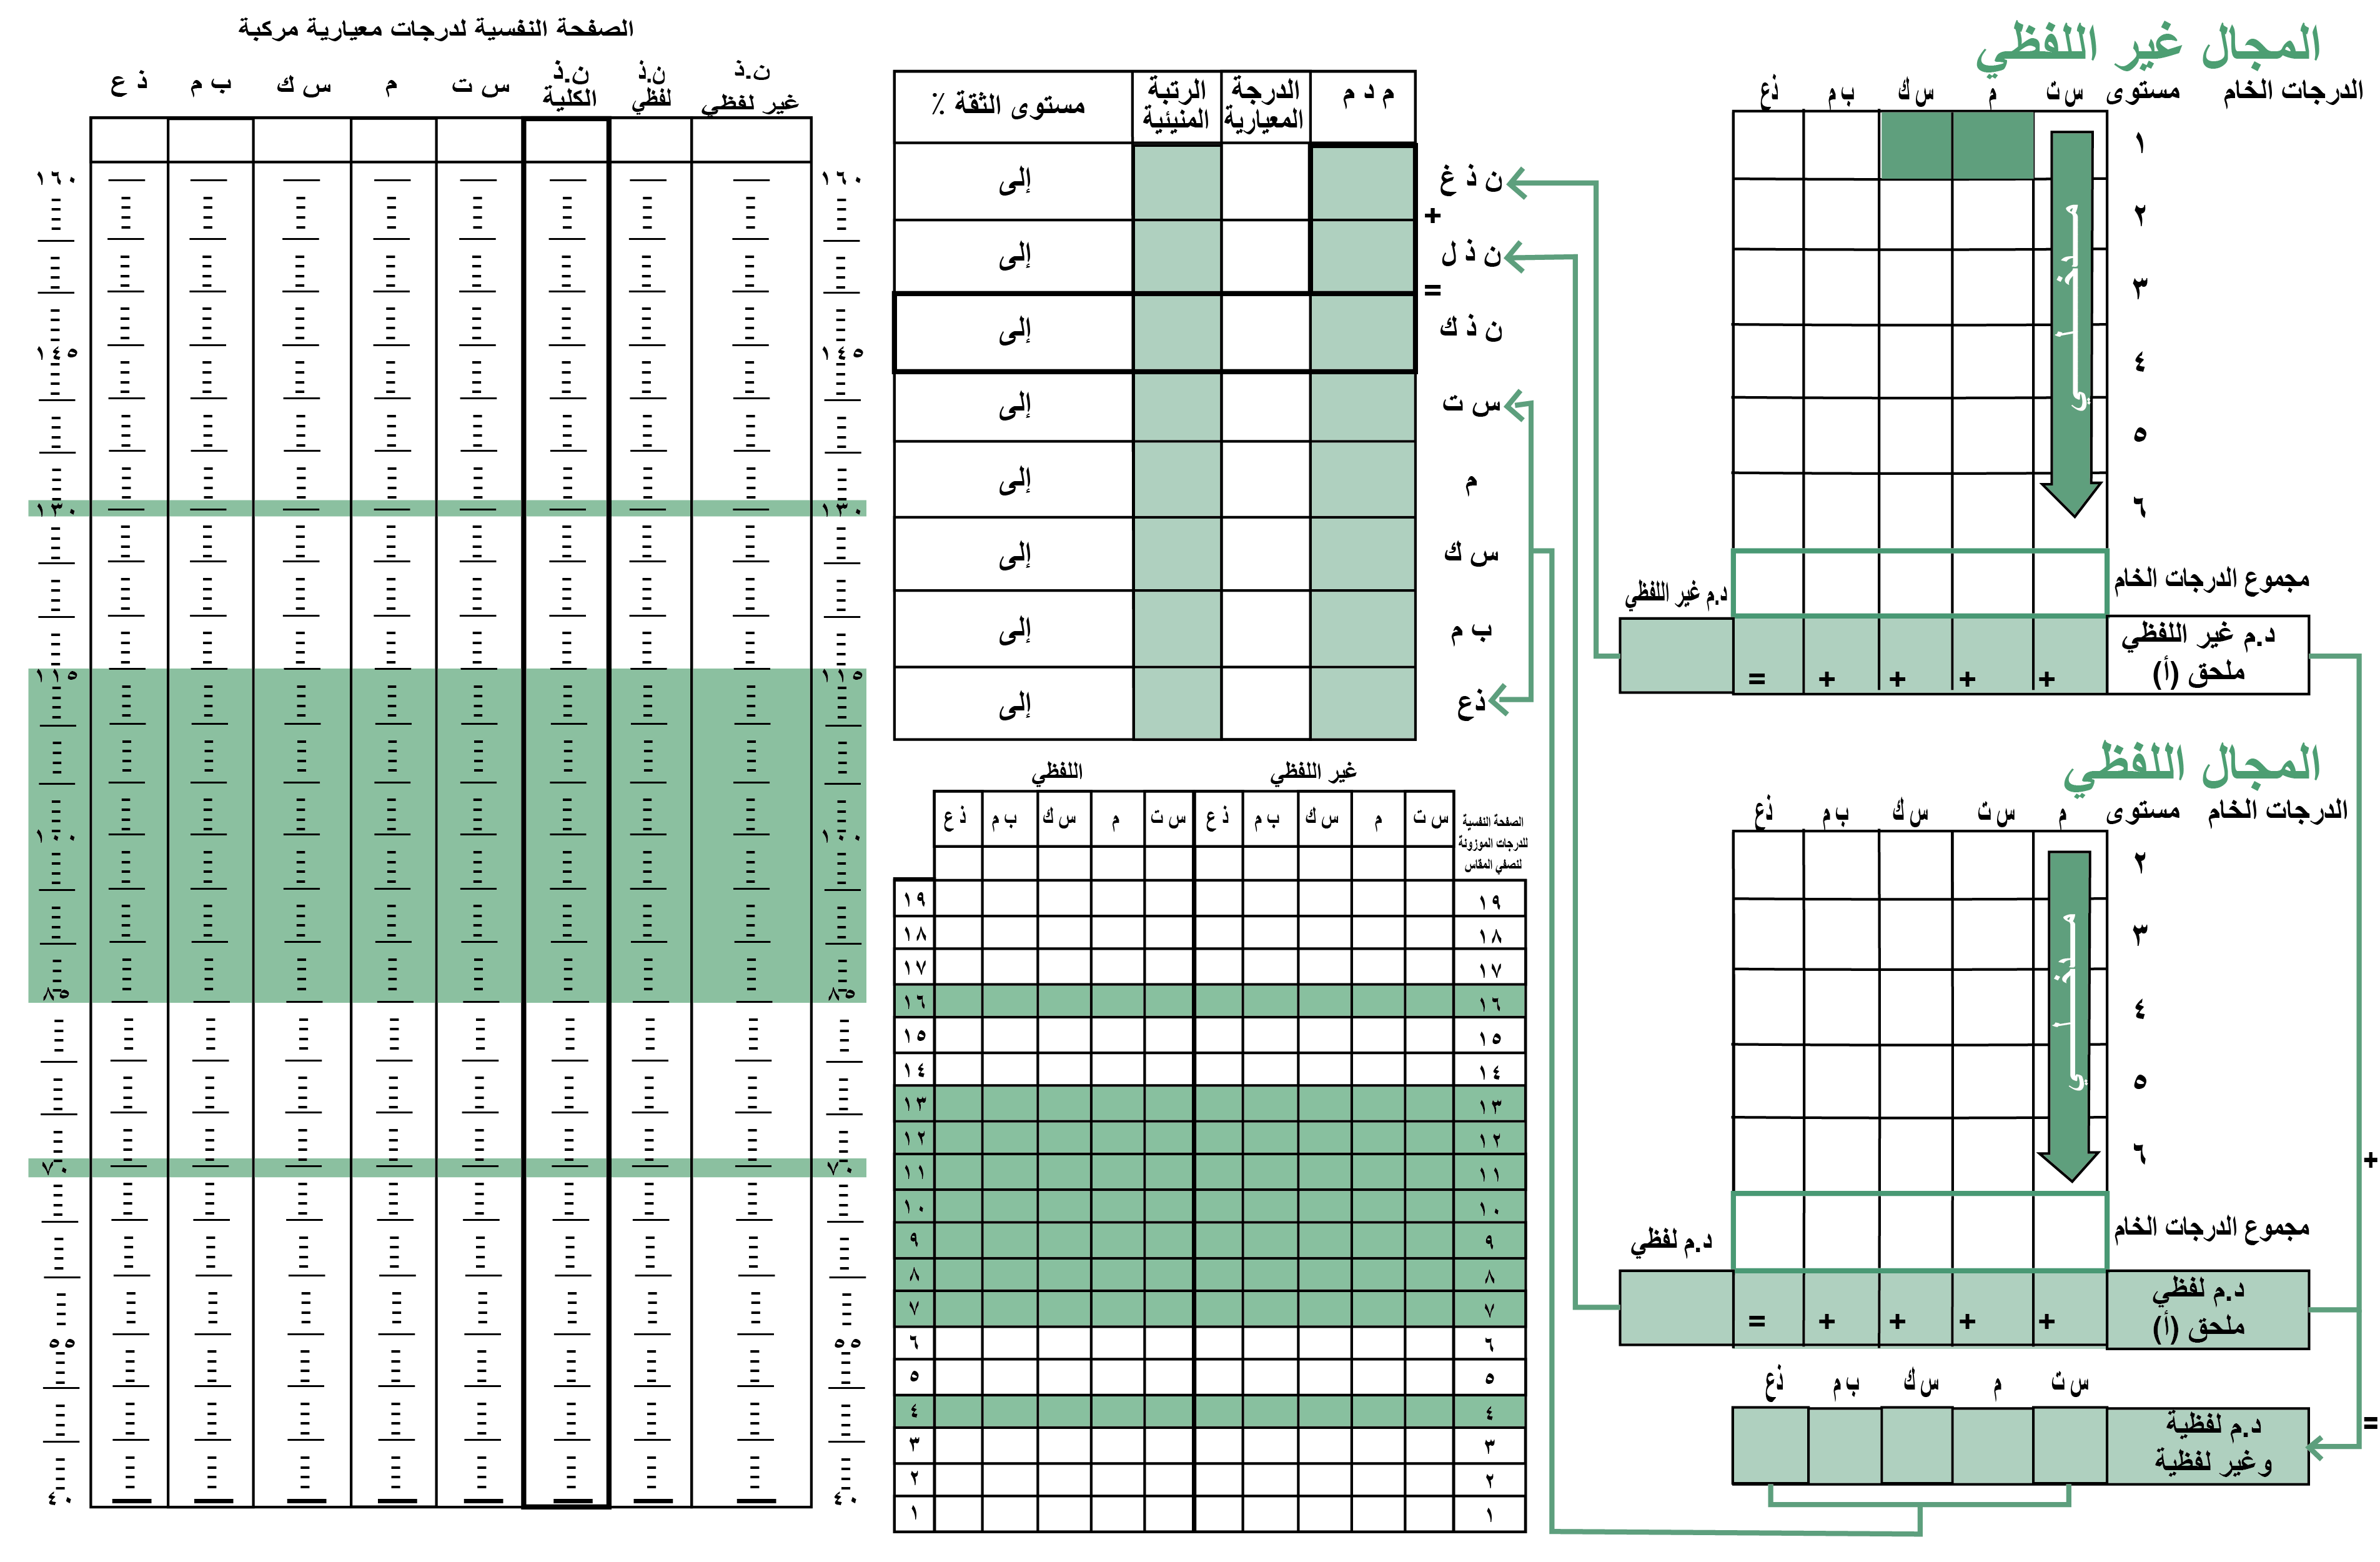 المجال غير اللفظي
الدرجات الخام مستوى س ت م س ك ب م ذع
١
٢
٣
٤
٥
٦
مدخلي
مجموع الدرجات الخام
د.م غير اللفظي
د.م غير اللفظي
ملحق (أ)
+ + + + =
المجال اللفظي
الدرجات الخام مستوى م س ت س ك ب م ذع
٢
٣
٤
٥
٦
مجموع الدرجات الخام
د.م لفظي
د.م لفظي
ملحق (أ)
+ + + + =
+
=
س ت م س ك ب م ذع
د.م لفظية
وغير لفظية
م د م الدرجة المعيارية الرتبة المنيئية مستوى الثقة ٪
ن ذ غ إلى
+
ن ذ ل إلى
=
ن ذ ك إلى
س ت إلى
م إلى
س ك إلى
ب م إلى
ذع إلى
غير اللفظي اللفظي
الصفحة النفسية
للدرجات الموزونة
لنصفي المقاس
س ت م س ك ب م ذ ع س ت م س ك ب م ذ ع
١٩ ١٩
١٨ ١٨
١٧ ١٧
١٦ ١٦
١٥ ١٥
١٤ ١٤
١٣ ١٣
١٢ ١٢
١١ ١١
١٠ ١٠
٩ ٩
٨ ٨
٧ ٧
٦ ٦
٥ ٥
٤ ٤
٣ ٣
٢ ٢
١ ١
الصفحة النفسية لدرجات معيارية مركبة
ن.ذ غير لفظي ن.ذ لفظي ن.ذ الكلية س ت م س ك ب م ذ ع
١٦٠ ١٦٠
١٤٥ ١٤٥
١٣٠ ١٣٠
١١٥ ١١٥
١٠٠ ١٠٠
٨٥ ٨٥
٧٠ ٧٠
٥٥ ٥٥
٤٠ ٤٠